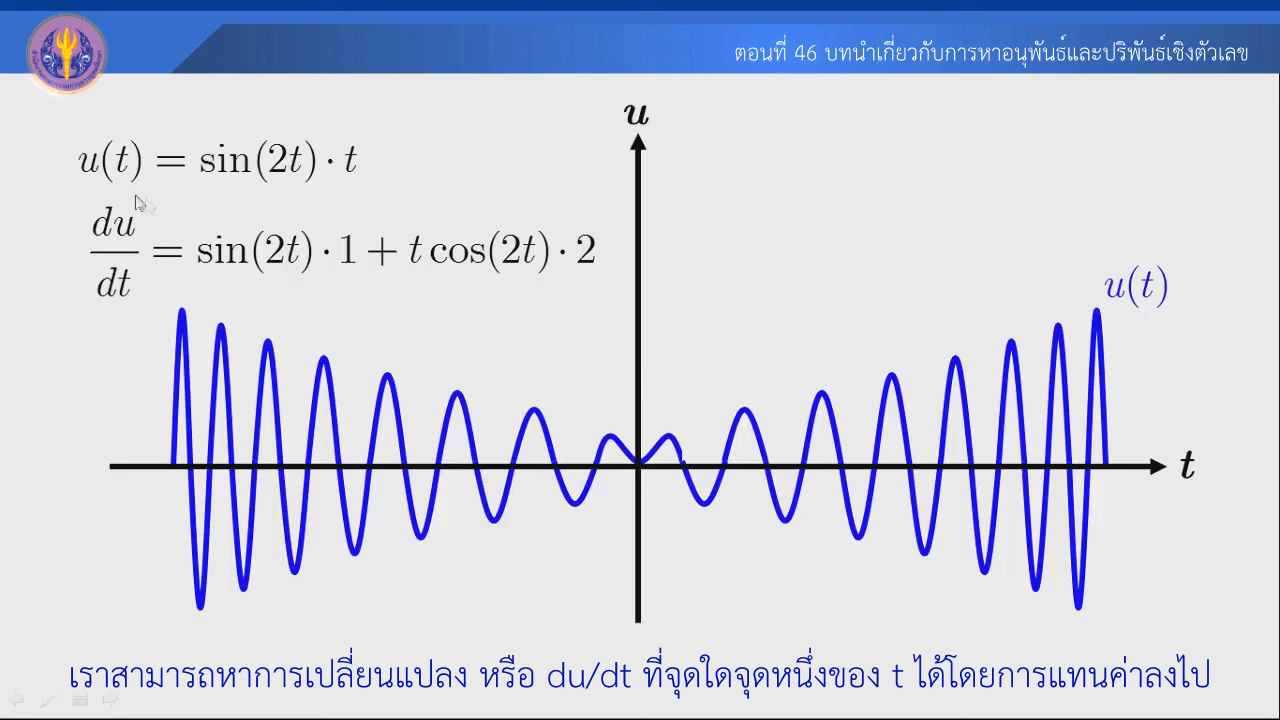 ตอนที่ 46 บทนำเกี่ยวกับการหาอนุพันธ์และปริพันธ์เชิงตัวเลข
u
u(t) = sin(2t) · t
du/dt = sin(2t) · 1 + t cos(2t) · 2
u(t)
t
เราสามารถหาการเปลี่ยนแปลง หรือ du/dt ที่จุดใดจุดหนึ่งของ t ได้โดยการแทนค่าลงไป